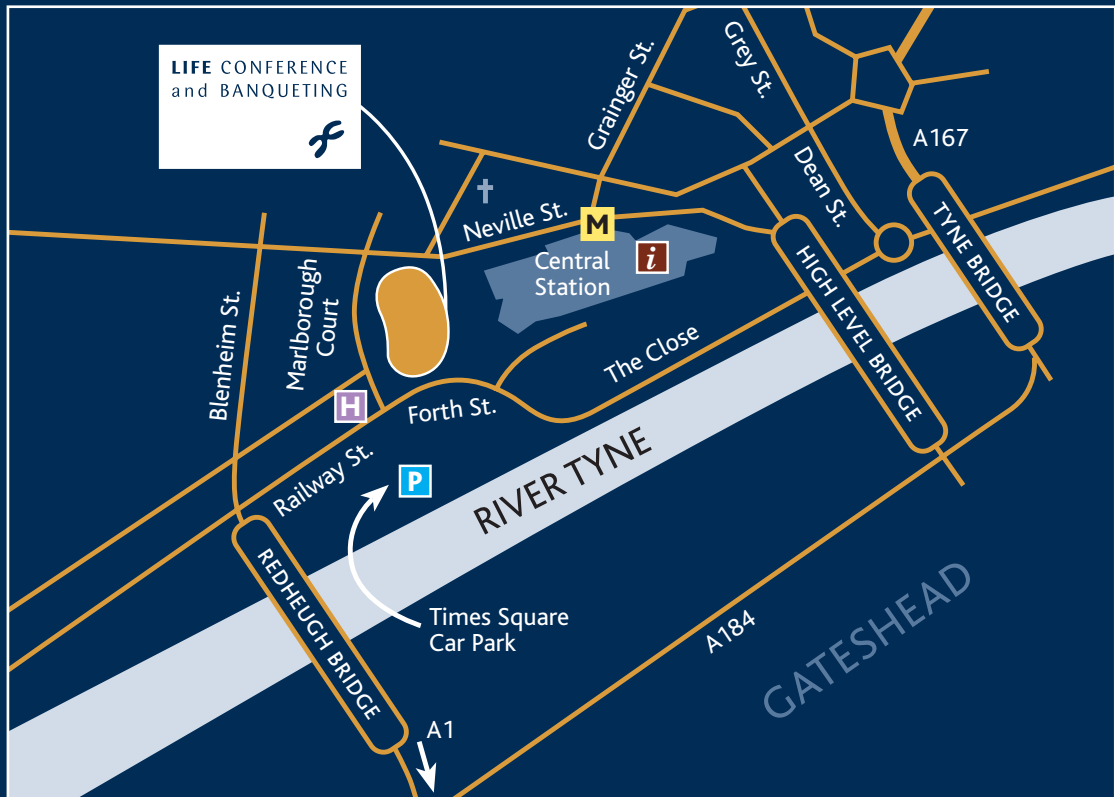 LIFE CONFERENCE
and BANQUETING
Grainger St.
Grey St.
A167
Dean St.
TYNE BRIDGE
Neville St.
M
Central
Station
i
HIGH LEVEL BRIDGE
Blenheim St.
Marlborough
Court
The Close
H
Forth St.
Railway St.
P
RIVER TYNE
REDHEUGH BRIDGE
Times Square
Car Park
A184
GATESHEAD
A1